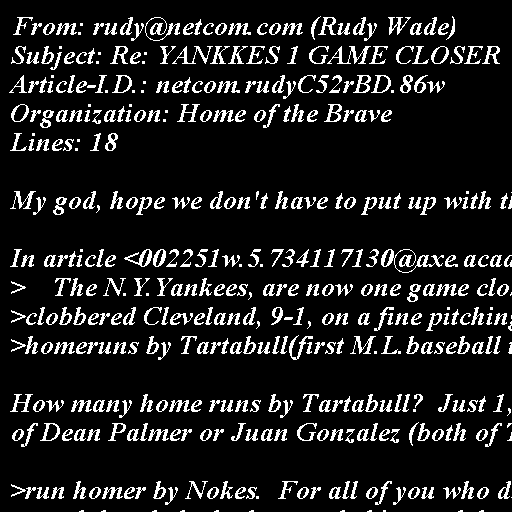 From: rudy@netcom.com (Rudy Wade)
Subject: Re: YANKKES 1 GAME CLOSER
Article-I.D.: netcom.rudyC52rBD.86w
Organization: Home of the Brave
Lines: 18

My god, hope we don't have to put up with th

In article <002251w.5.734117130@axe.acad
>    The N.Y.Yankees, are now one game clo
>clobbered Cleveland, 9-1, on a fine pitching
>homeruns by Tartabull(first M.L.baseball

How many home runs by Tartabull?  Just 1,
of Dean Palmer or Juan Gonzalez (both of T

>run homer by Nokes.  For all of you who d